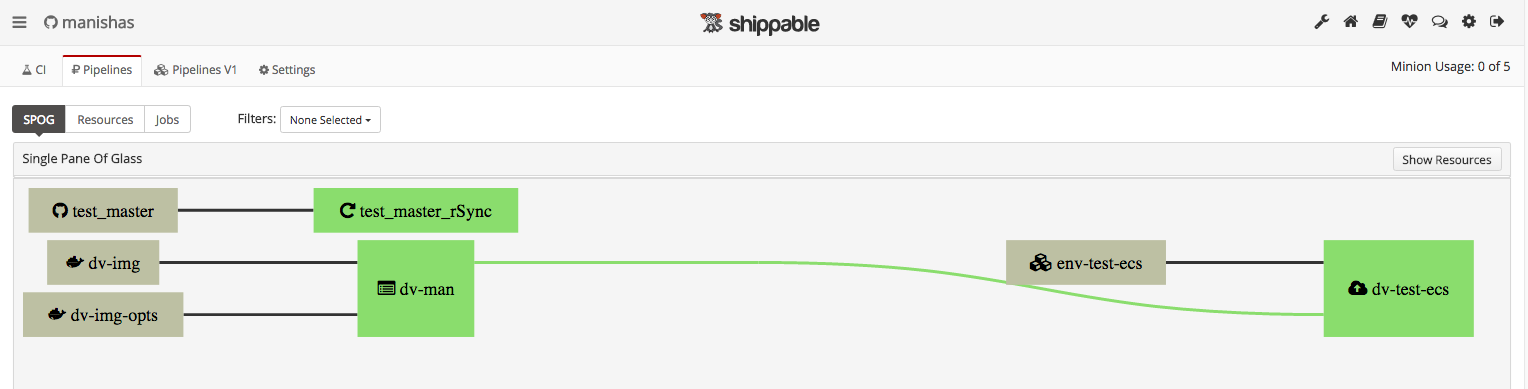 manishas
shippable
CI Pipelines Pipelines V1 Settings
Minion Usage: 0 of 5
SPOG Resources Jobs Filters: None Selected
Single Pane Of Glass
Show Resources
test_master test_master_rSync
dv-img
dv-man
dv-img-opts
env-test-ecs
dv-test-ecs